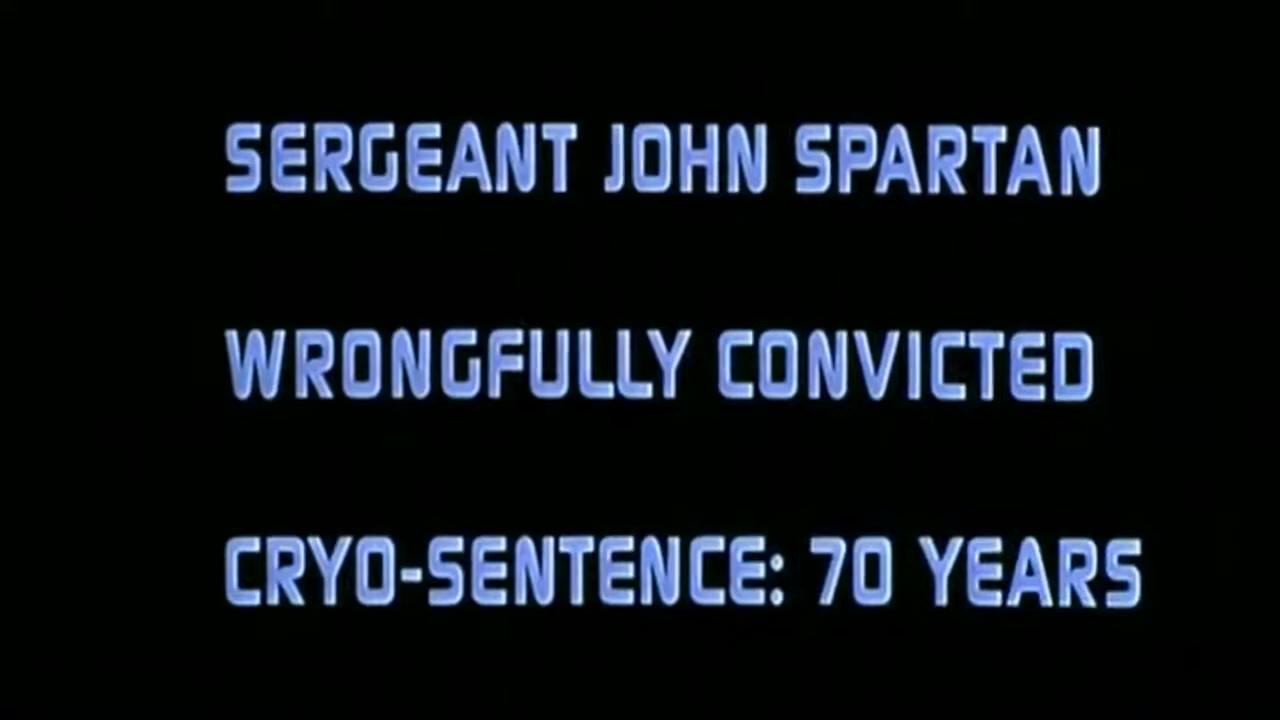 SERGEANT JOHN SPARTAN
WRONGFULLY CONVICTED
CRYO-SENTENCE: 70 YEARS